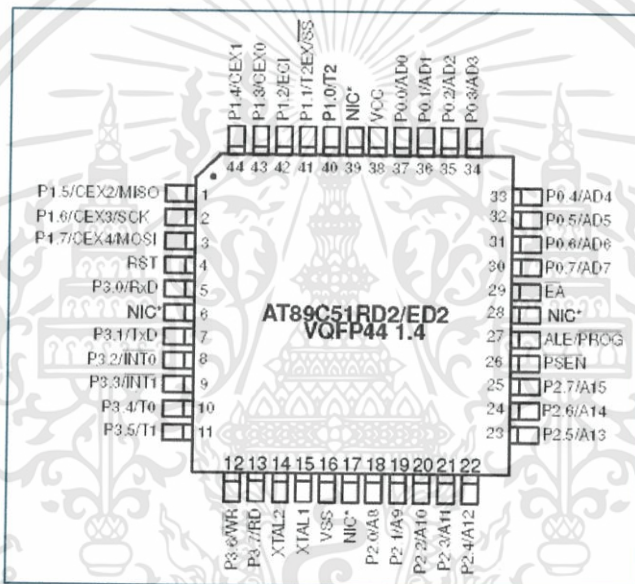 P1.4/CEX1
P1.3/CEX0
P1.2/ECI
P1.1/T2EX/SS
P1.0/T2
NIC*
VCC
P0.0/AD0
P0.1/AD1
P0.2/AD2
P0.3/AD3
44 43 42 41 40 39 38 37 36 35 34
P1.5/CEX2/MISO 1
P1.6/CEX3/SCK 2
P1.7/CEX4/MOSI 3
RST 4
P3.0/RxD 5
NIC* 6
P3.1/TxD 7
P3.2/INT0 8
P3.3/INT1 9
P3.4/T0 10
P3.5/T1 11
AT89C51RD2/ED2
VQFP44 1.4
33 P0.4/AD4
32 P0.5/AD5
31 P0.6/AD6
30 P0.7/AD7
29 EA
28 NIC*
27 ALE/PROG
26 PSEN
25 P2.7/A15
24 P2.6/A14
23 P2.5/A13
12 13 14 15 16 17 18 19 20 21 22
P3.6/WR
P3.7/RD
XTAL2
XTAL1
VSS
NIC*
P2.0/A8
P2.1/A9
P2.2/A10
P2.3/A11
P2.4/A12